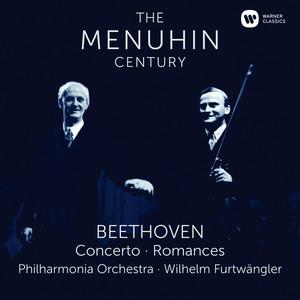 THE
MENUHIN
CENTURY
WARNER
CLASSICS
BEETHOVEN
Concerto · Romances
Philharmonia Orchestra · Wilhelm Furtwängler